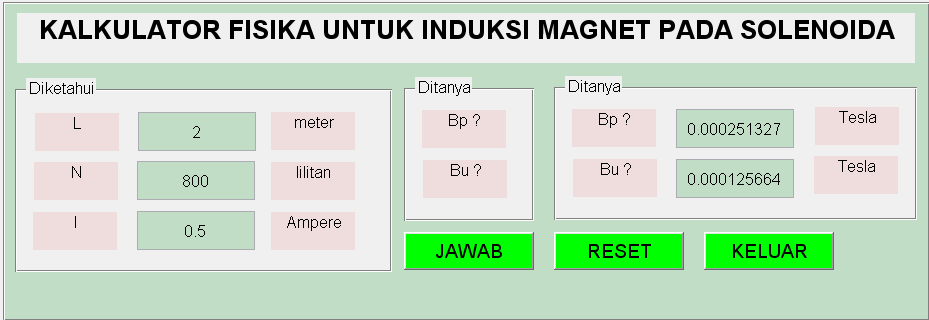 KALKULATOR FISIKA UNTUK INDUKSI MAGNET PADA SOLENOIDA
Diketahui
L 2 meter
N 800 lilitan
I 0.5 Ampere
Ditanya
Bp ?
Bu ?
Ditanya
Bp ? 0.000251327 Tesla
Bu ? 0.000125664 Tesla
JAWAB RESET KELUAR